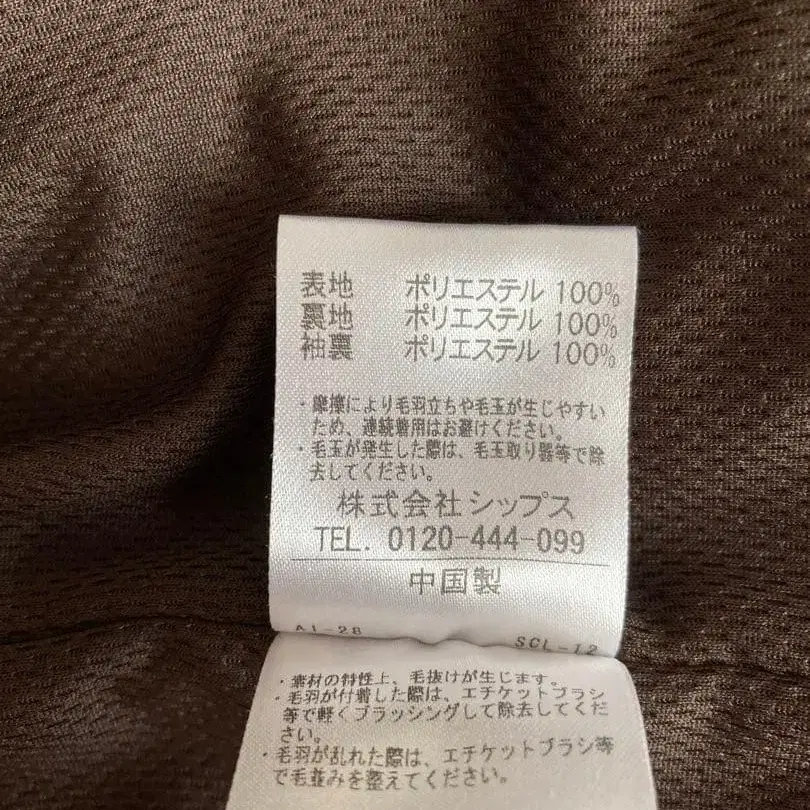 表地 ポリエステル 100%
裏地 ポリエステル 100%
袖裏 ポリエステル 100%
・摩擦により毛羽立ちや毛玉が生じやすい
ため、連続着用はお避けください。
・毛玉が発生した際は、毛玉取り器等で除
去してください。
株式会社シップス
TEL. 0120-444-099
中国製
AI-28 SCL-12
・素材の特性上、毛抜けが生じます。
・毛羽が付着した際は、エチケットブラシ
等で軽くブラッシングして除去してくだ
さい。
・毛羽が乱れた際は、エチケットブラシ等
で毛並みを整えてください。